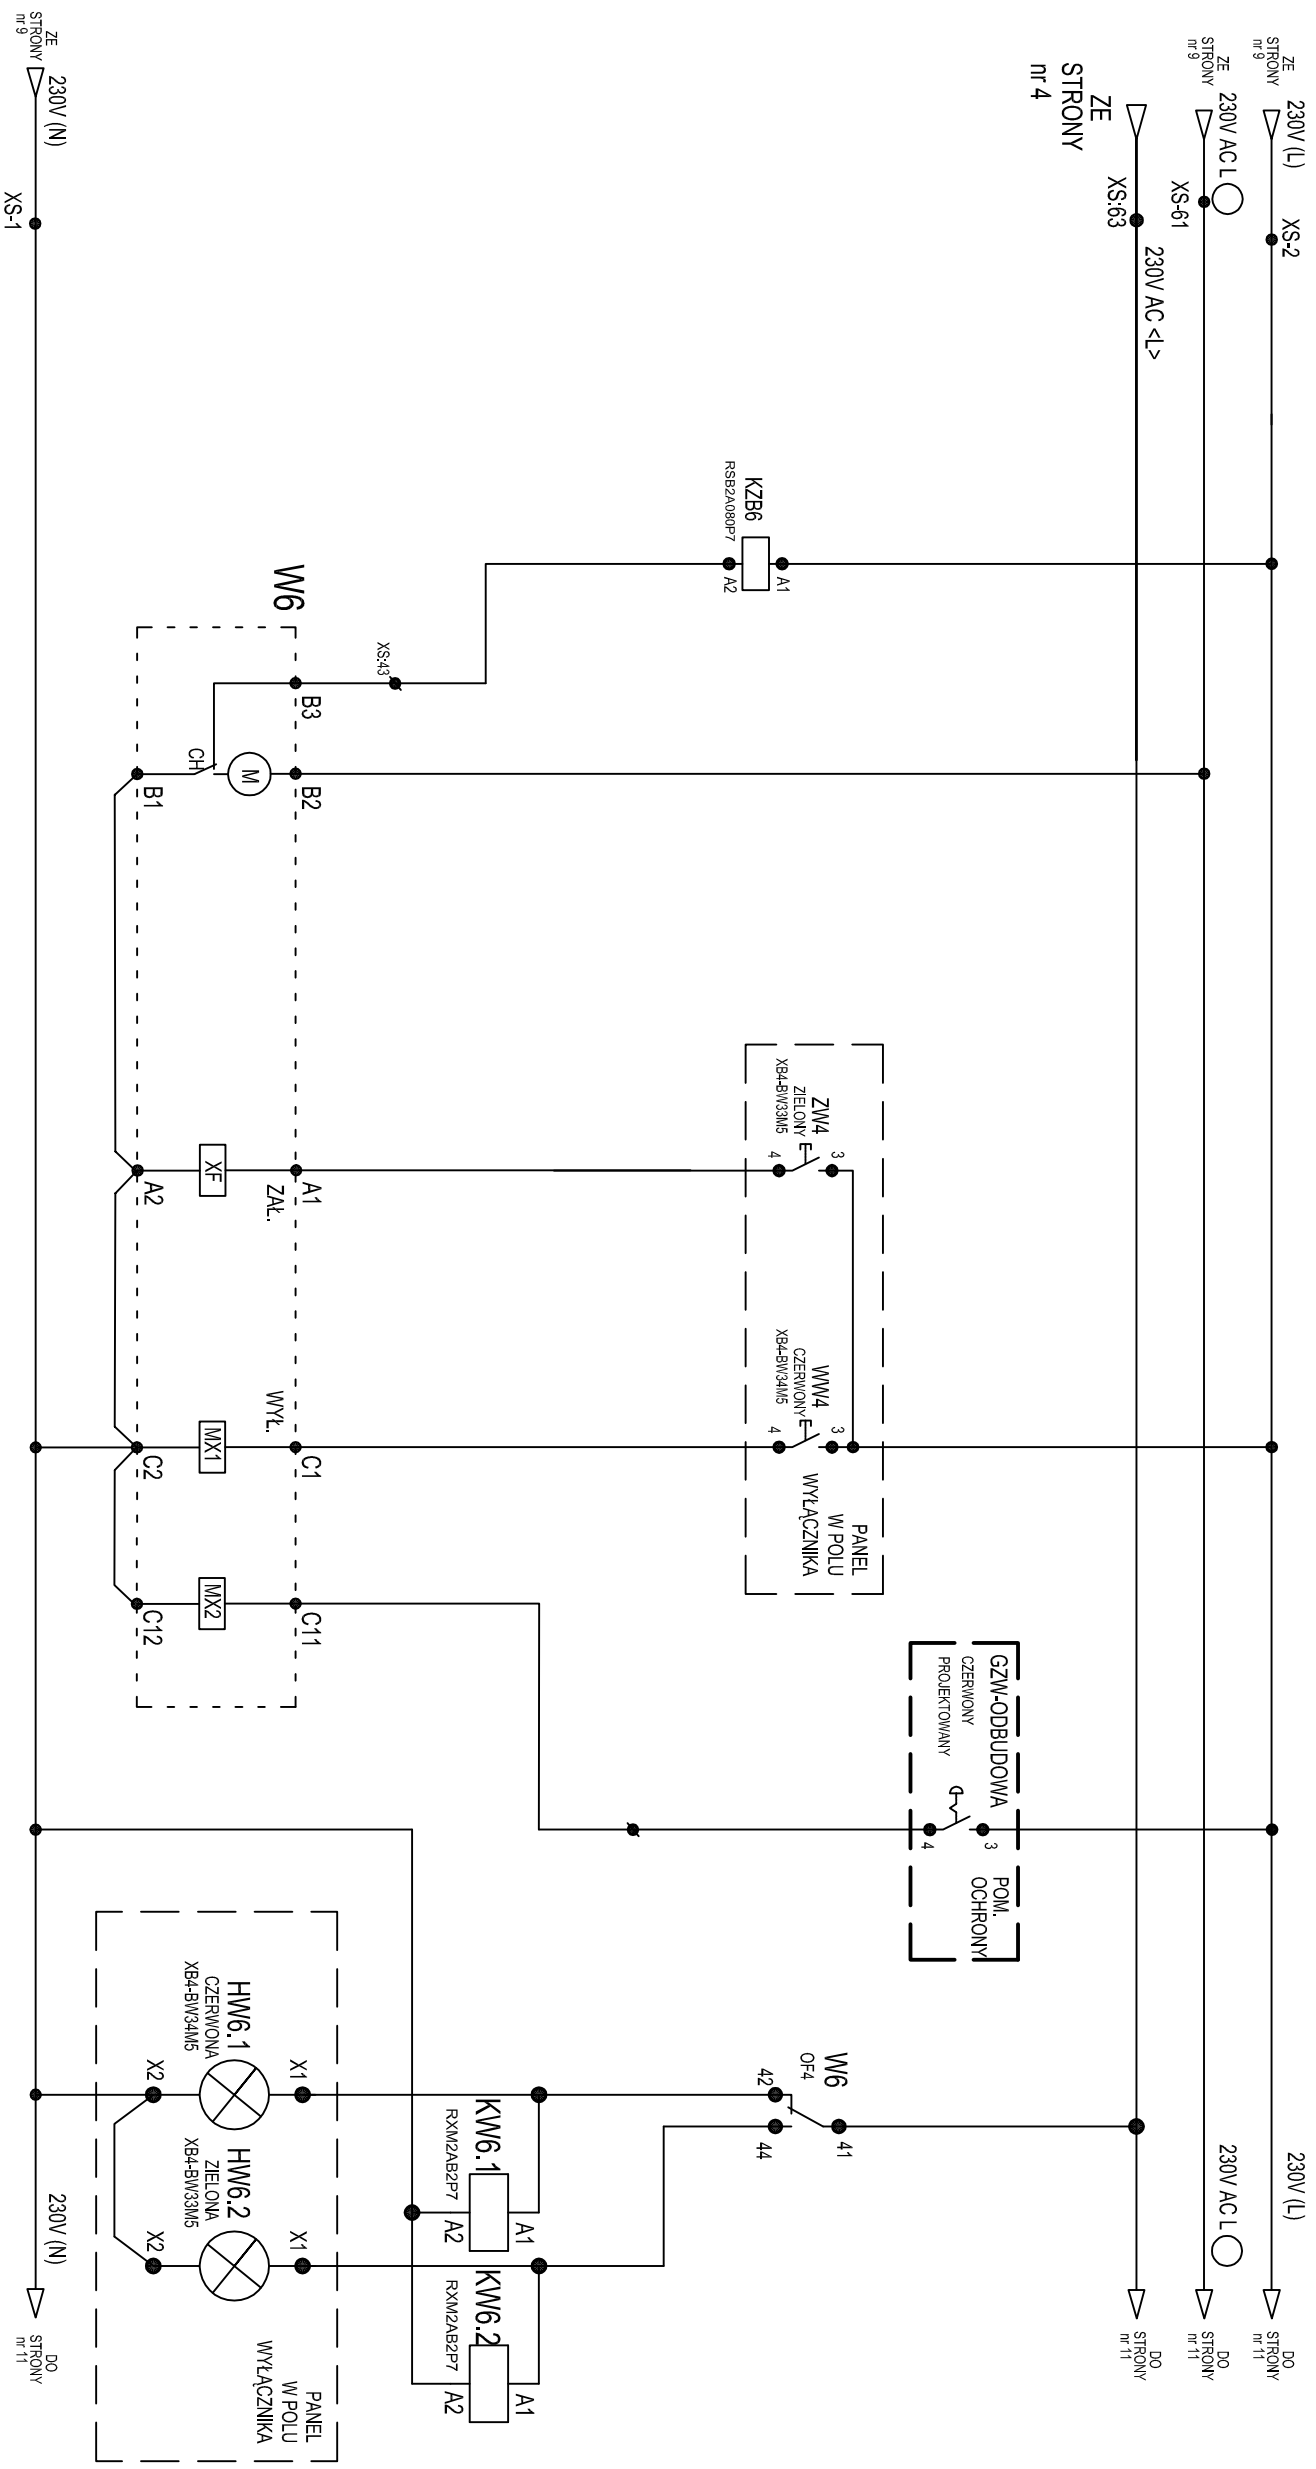 ZE
STRONY
nr 9
230V (L)
XS-2
ZE
STRONY
nr 9
230V AC L
XS-61
ZE
STRONY
nr 4
XS:63
230V AC <L>
KZB6
RSB2A080P7
A1
A2
XS:43
W6
B3
B2
CH
M
B1
ZW4
ZIELONY
XB4-BW33M5
3
4
A1
ZAŁ.
XF
A2
WW4
CZERWONY
XB4-BW34M5
3
4
PANEL
W POLU
WYŁĄCZNIKA
WYŁ.
C1
MX1
C2
C11
MX2
C12
GZW-ODBUDOWA
CZERWONY
PROJEKTOWANY
3
4
POM.
OCHRONY
W6
OF4
41
42
44
KW6.1
RXM2AB2P7
A1
A2
KW6.2
RXM2AB2P7
A1
A2
HW6.1
CZERWONA
XB4-BW34M5
X1
X2
HW6.2
ZIELONA
XB4-BW33M5
X1
X2
PANEL
W POLU
WYŁĄCZNIKA
230V (L)
DO
STRONY
nr 11
230V AC L
DO
STRONY
nr 11
DO
STRONY
nr 11
ZE
STRONY
nr 9
230V (N)
XS-1
230V (N)
DO
STRONY
nr 11